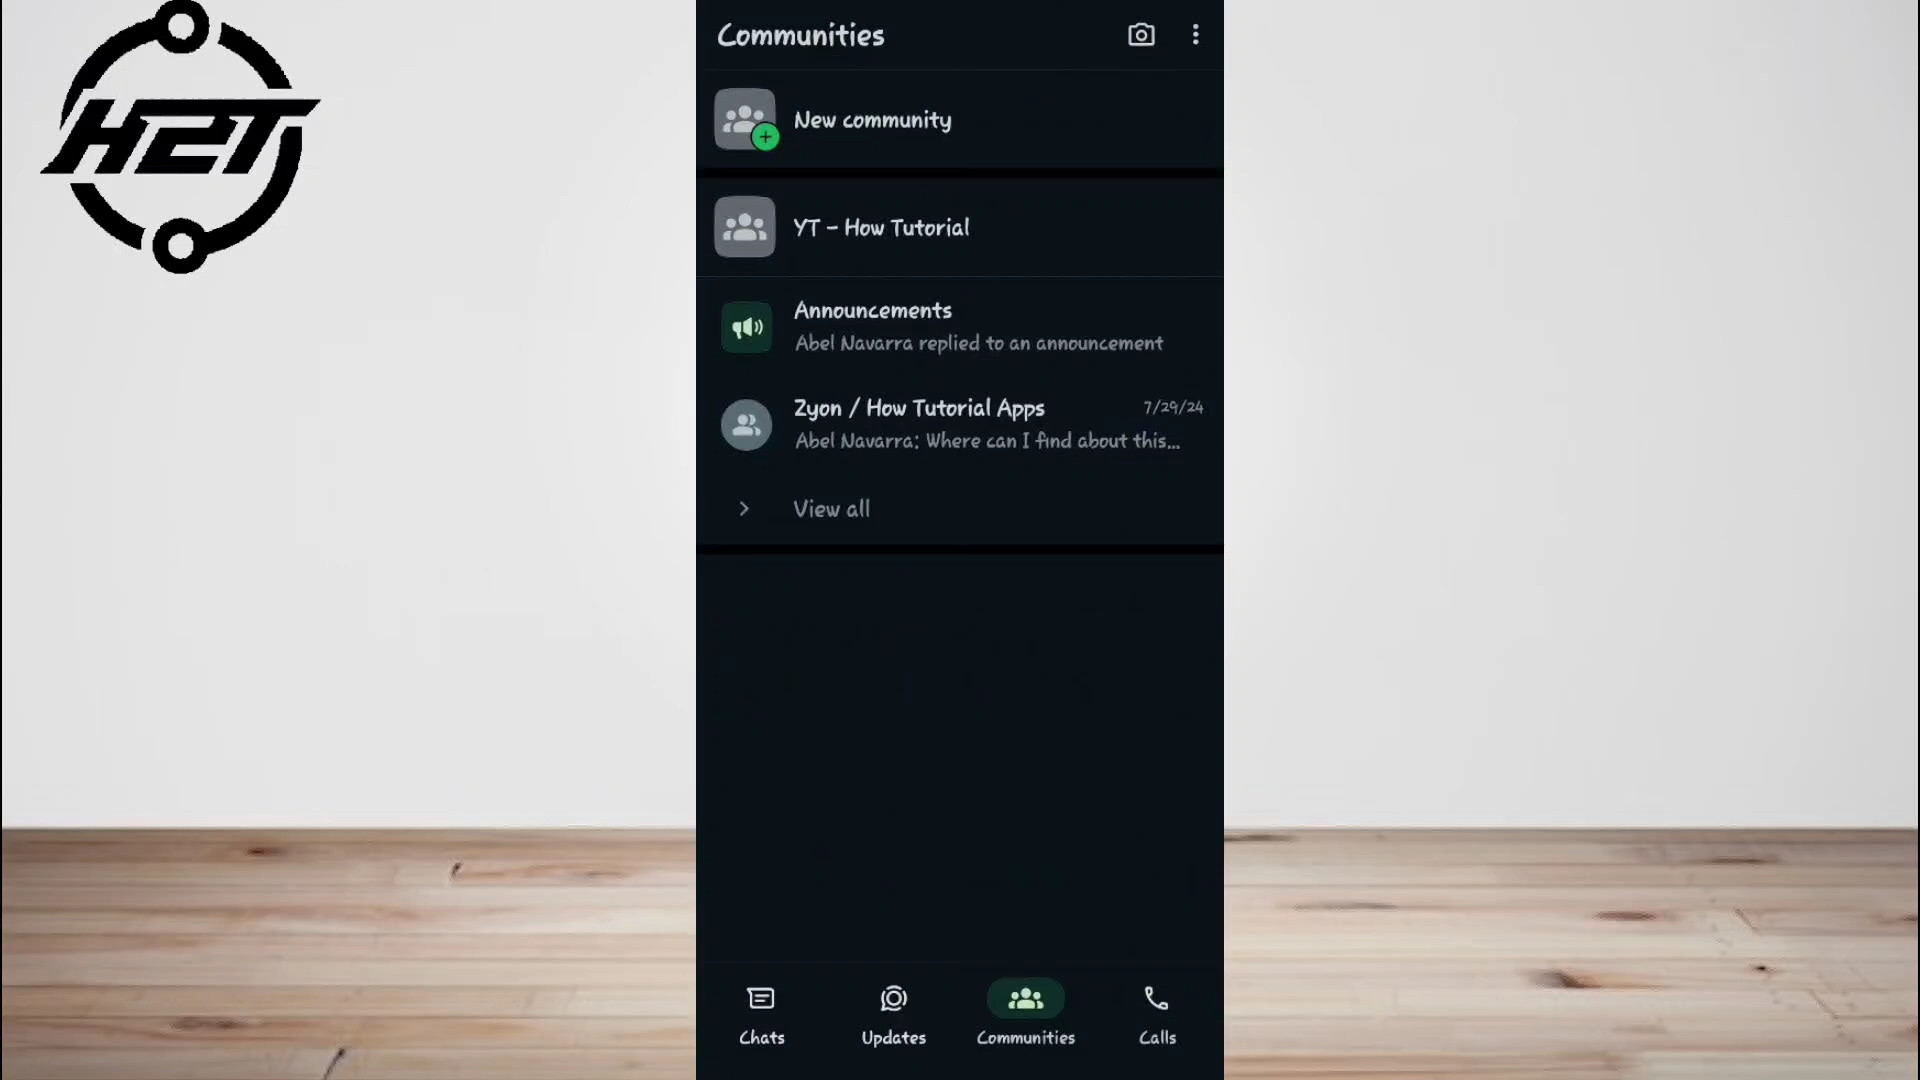 H2T
Communities
New community
YT - How Tutorial
Announcements
Abel Navarra replied to an announcement
Zyon / How Tutorial Apps 7/29/24
Abel Navarra: Where can I find about this...
View all
Chats Updates Communities Calls